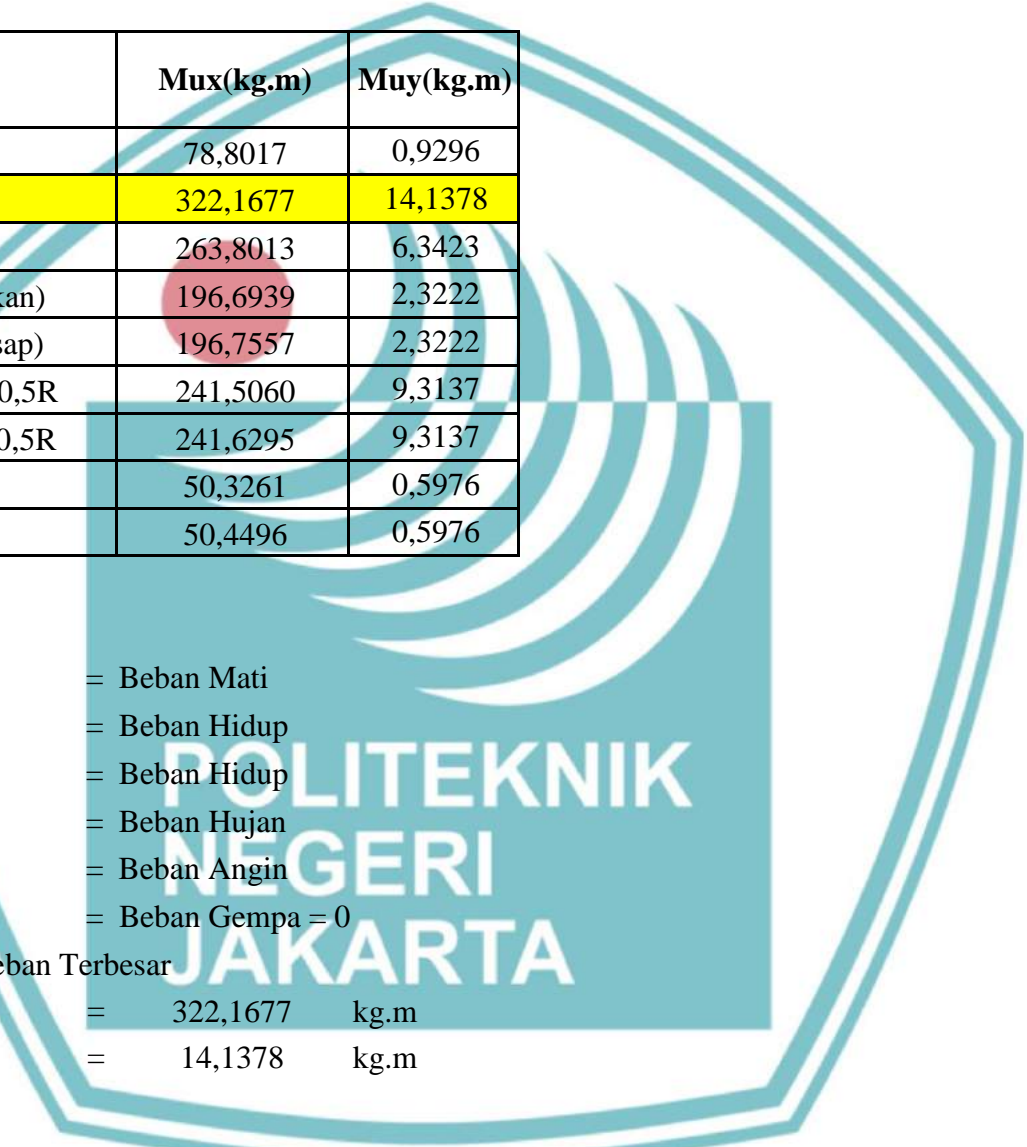 Mux(kg.m) Muy(kg.m)
78,8017 0,9296
322,1677 14,1378
263,8013 6,3423
kan) 196,6939 2,3222
sap) 196,7557 2,3222
0,5R 241,5060 9,3137
0,5R 241,6295 9,3137
50,3261 0,5976
50,4496 0,5976
= Beban Mati
= Beban Hidup
= Beban Hidup
= Beban Hujan
= Beban Angin
= Beban Gempa = 0
eban Terbesar
= 322,1677 kg.m
= 14,1378 kg.m
POLITEKNIK
NEGERI
JAKARTA